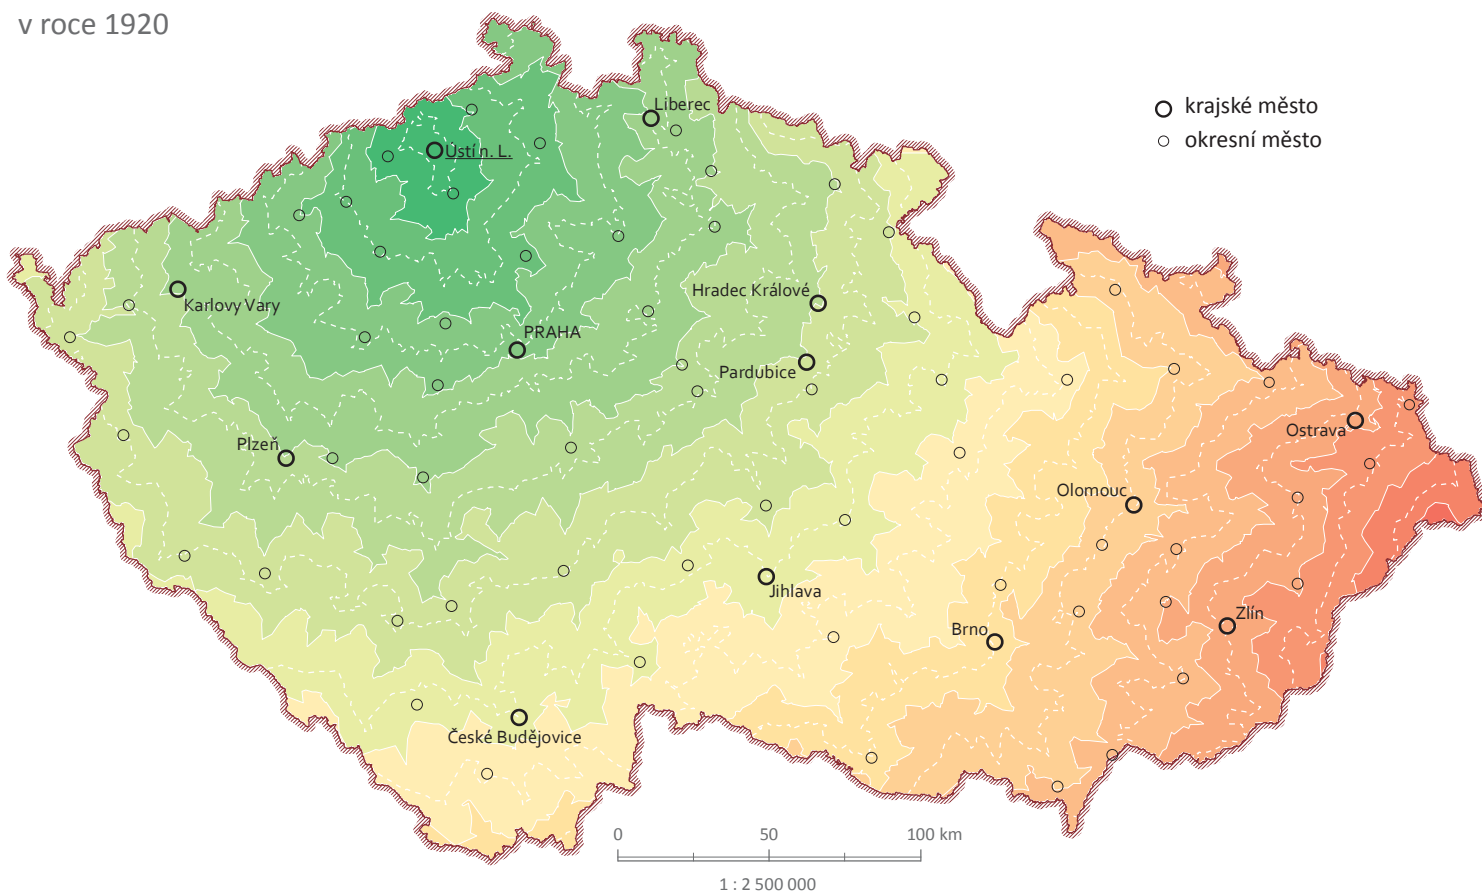 v roce 1920
krajské město
okresní město
Liberec
Ústí n. L.
Karlovy Vary
Hradec Králové
PRAHA
Pardubice
Plzeň
Ostrava
Olomouc
Jihlava
Zlín
Brno
České Budějovice
0 50 100 km
1 : 2 500 000